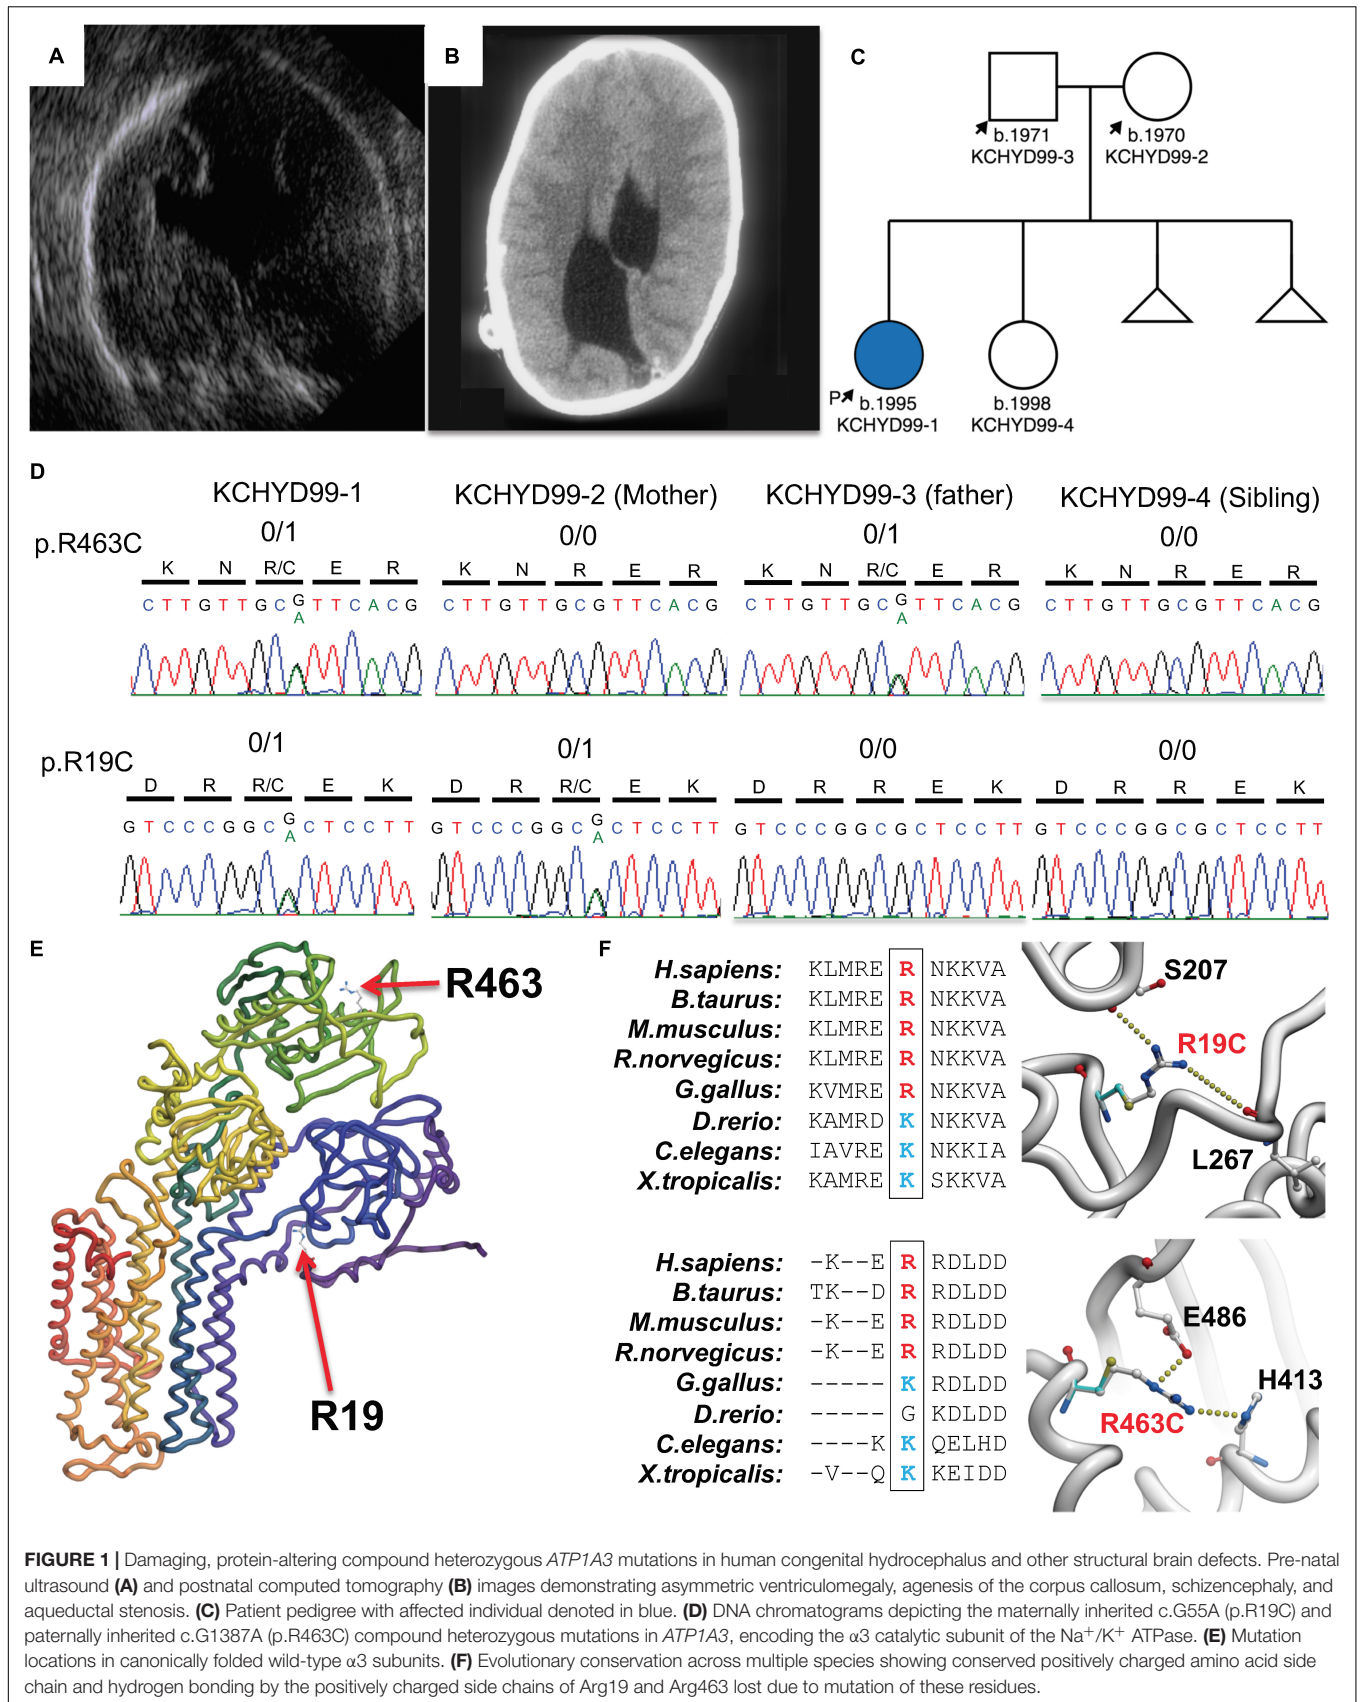 A
B
C
b.1971
KCHYD99-3
b.1970
KCHYD99-2
P
b.1995
KCHYD99-1
b.1998
KCHYD99-4
D
KCHYD99-1 KCHYD99-2 (Mother) KCHYD99-3 (father) KCHYD99-4 (Sibling)
p.R463C 0/1 0/0 0/1 0/0
K N R/C E R K N R E R K N R/C E R K N R E R
C T T G T T G C G T T C A C G C T T G T T G C G T T C A C G C T T G T T G C G T T C A C G C T T G T T G C G T T C A C G
A A
p.R19C 0/1 0/1 0/0 0/0
D R R/C E K D R R/C E K D R R E K D R R E K
G T C C C G G C G C T C C T T G T C C C G G C G C T C C T T G T C C C G G C G C T C C T T G T C C C G G C G C T C C T T
A A
E
R463
R19
F
H.sapiens: KLMRE R NKKVA
B.taurus: KLMRE R NKKVA
M.musculus: KLMRE R NKKVA
R.norvegicus: KLMRE R NKKVA
G.gallus: KVMRE R NKKVA
D.rerio: KAMRD K NKKVA
C.elegans: IAVRE K NKKIA
X.tropicalis: KAMRE K SKKVA
S207
R19C
L267
H.sapiens: -K--E R RDLDD
B.taurus: TK--D R RDLDD
M.musculus: -K--E R RDLDD
R.norvegicus: -K--E R RDLDD
G.gallus: ----- K RDLDD
D.rerio: ----- G KDLDD
C.elegans: ----K K QELHD
X.tropicalis: -V--Q K KEIDD
E486
H413
R463C
FIGURE 1 | Damaging, protein-altering compound heterozygous ATP1A3 mutations in human congenital hydrocephalus and other structural brain defects. Pre-natal
ultrasound (A) and postnatal computed tomography (B) images demonstrating asymmetric ventriculomegaly, agenesis of the corpus callosum, schizencephaly, and
aqueductal stenosis. (C) Patient pedigree with affected individual denoted in blue. (D) DNA chromatograms depicting the maternally inherited c.G55A (p.R19C) and
paternally inherited c.G1387A (p.R463C) compound heterozygous mutations in ATP1A3, encoding the α3 catalytic subunit of the Na⁺/K⁺ ATPase. (E) Mutation
locations in canonically folded wild-type α3 subunits. (F) Evolutionary conservation across multiple species showing conserved positively charged amino acid side
chain and hydrogen bonding by the positively charged side chains of Arg19 and Arg463 lost due to mutation of these residues.